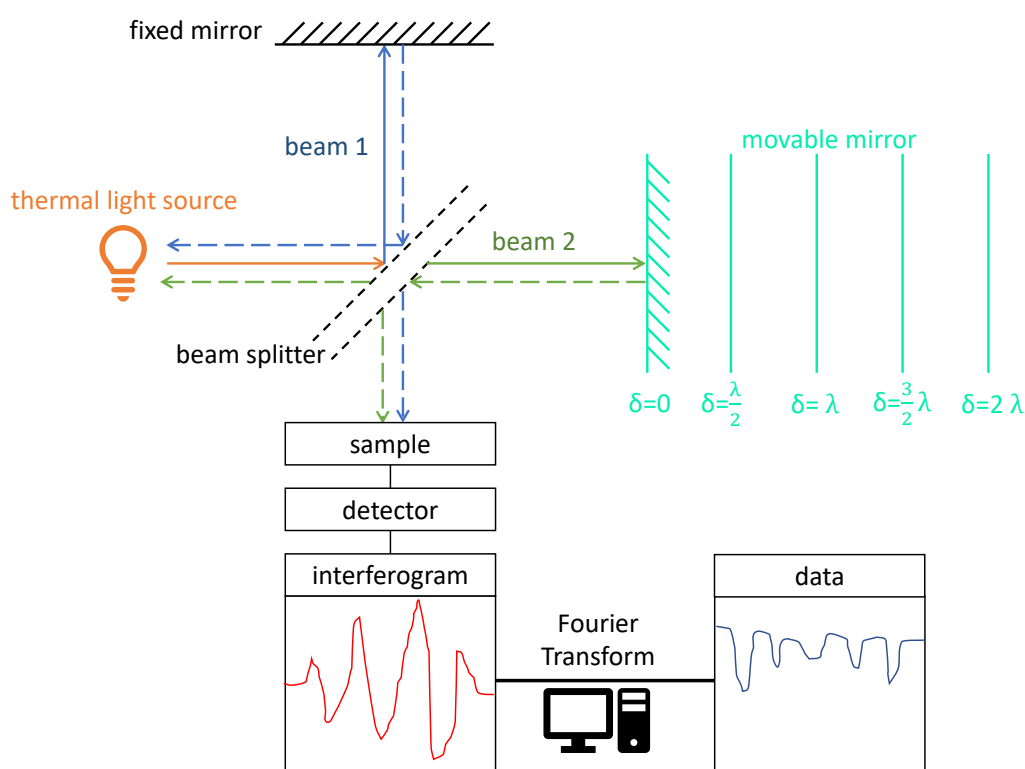 fixed mirror
beam 1
movable mirror
thermal light source
beam 2
beam splitter
δ=0
δ=λ/2
δ= λ
δ=3/2 λ
δ=2 λ
sample
detector
interferogram
data
Fourier
Transform